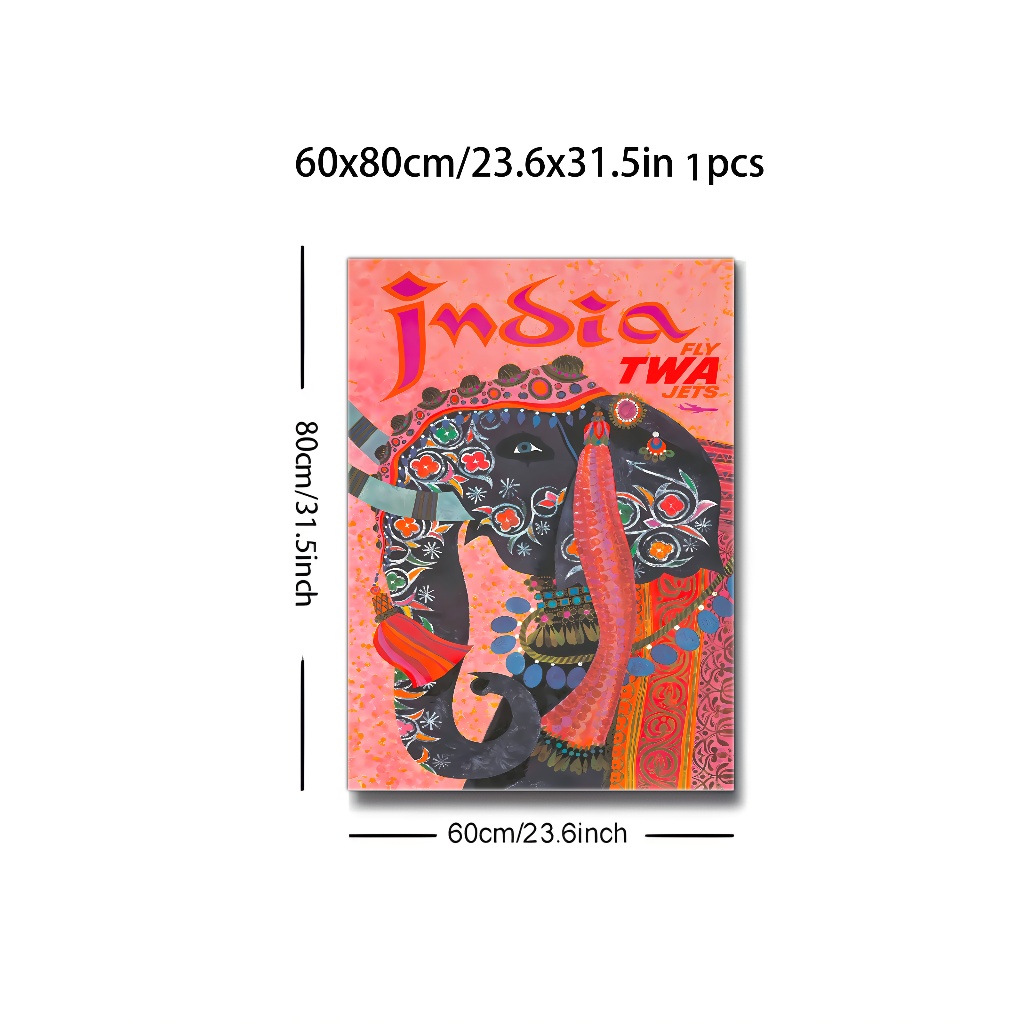 60x80cm/23.6x31.5in 1pcs
india
FLY
TWA
JETS
80cm/31.5inch
60cm/23.6inch